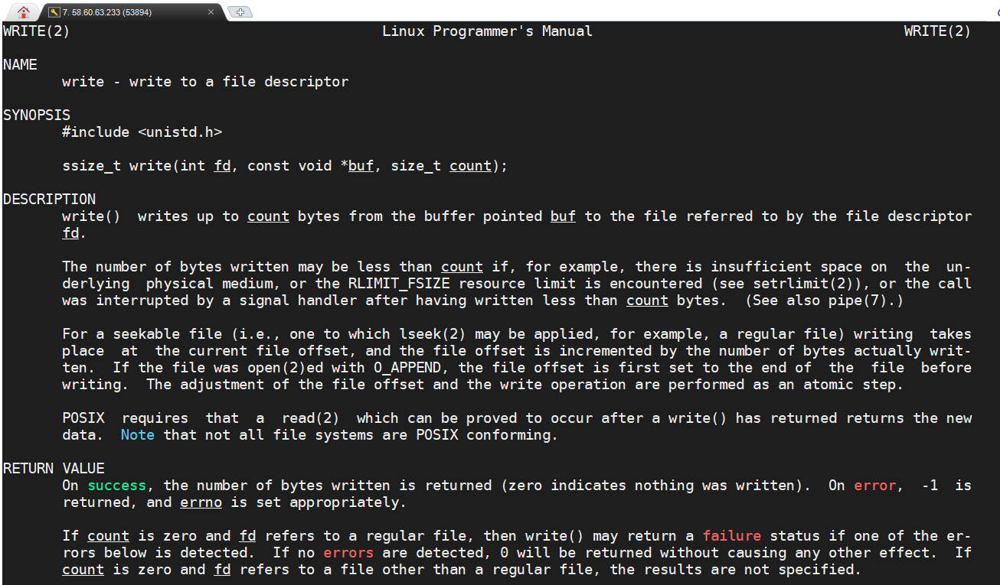 7. 58.60.63.233 (53894)
WRITE(2) Linux Programmer's Manual WRITE(2)
NAME
write - write to a file descriptor
SYNOPSIS
#include <unistd.h>
ssize_t write(int fd, const void *buf, size_t count);
DESCRIPTION
write() writes up to count bytes from the buffer pointed buf to the file referred to by the file descriptor
fd.
The number of bytes written may be less than count if, for example, there is insufficient space on the un-
derlying physical medium, or the RLIMIT_FSIZE resource limit is encountered (see setrlimit(2)), or the call
was interrupted by a signal handler after having written less than count bytes. (See also pipe(7).)
For a seekable file (i.e., one to which lseek(2) may be applied, for example, a regular file) writing takes
place at the current file offset, and the file offset is incremented by the number of bytes actually writ-
ten. If the file was open(2)ed with O_APPEND, the file offset is first set to the end of the file before
writing. The adjustment of the file offset and the write operation are performed as an atomic step.
POSIX requires that a read(2) which can be proved to occur after a write() has returned returns the new
data. Note that not all file systems are POSIX conforming.
RETURN VALUE
On success, the number of bytes written is returned (zero indicates nothing was written). On error, -1 is
returned, and errno is set appropriately.
If count is zero and fd refers to a regular file, then write() may return a failure status if one of the er-
rors below is detected. If no errors are detected, 0 will be returned without causing any other effect. If
count is zero and fd refers to a file other than a regular file, the results are not specified.